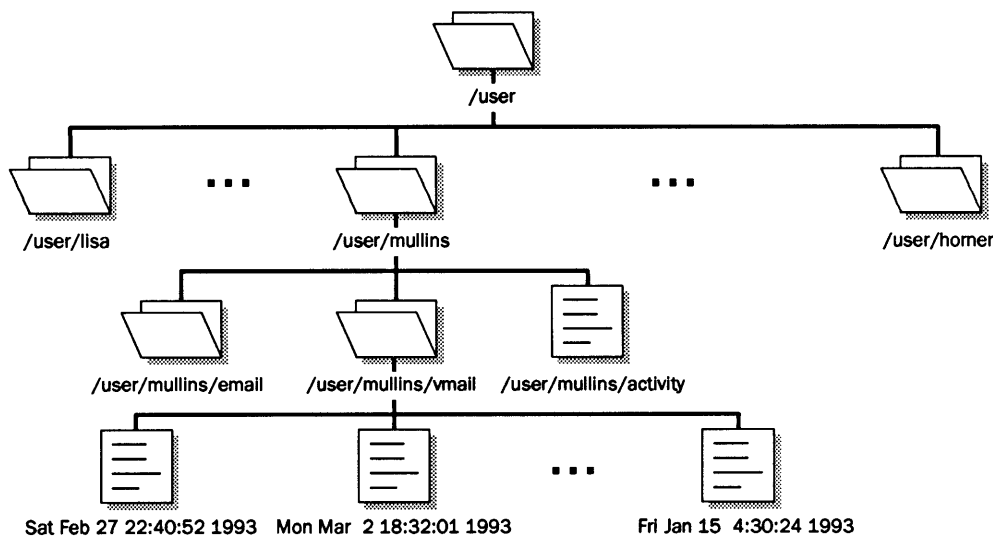 /user
/user/lisa
/user/mullins
/user/horner
/user/mullins/email
/user/mullins/vmail
/user/mullins/activity
Sat Feb 27 22:40:52 1993
Mon Mar 2 18:32:01 1993
Fri Jan 15 4:30:24 1993